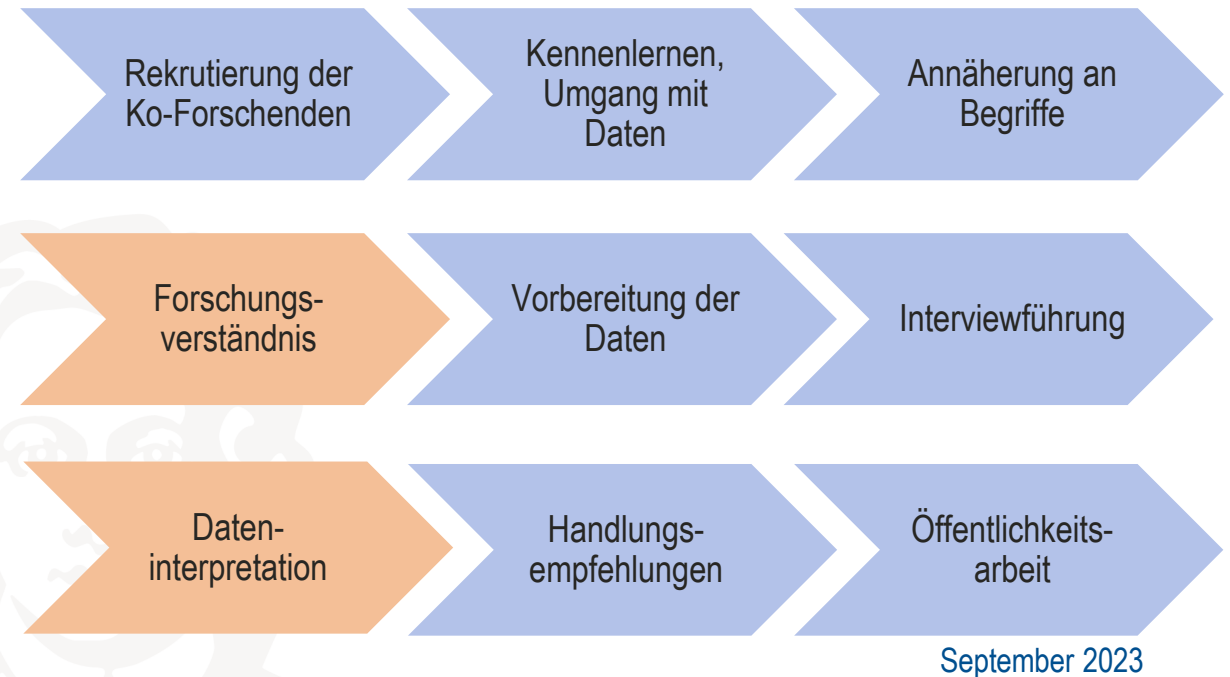 Rekrutierung der
Ko-Forschenden
Kennenlernen,
Umgang mit
Daten
Annäherung an
Begriffe
Forschungs-
verständnis
Vorbereitung der
Daten
Interviewführung
Daten-
interpretation
Handlungs-
empfehlungen
Öffentlichkeits-
arbeit
September 2023